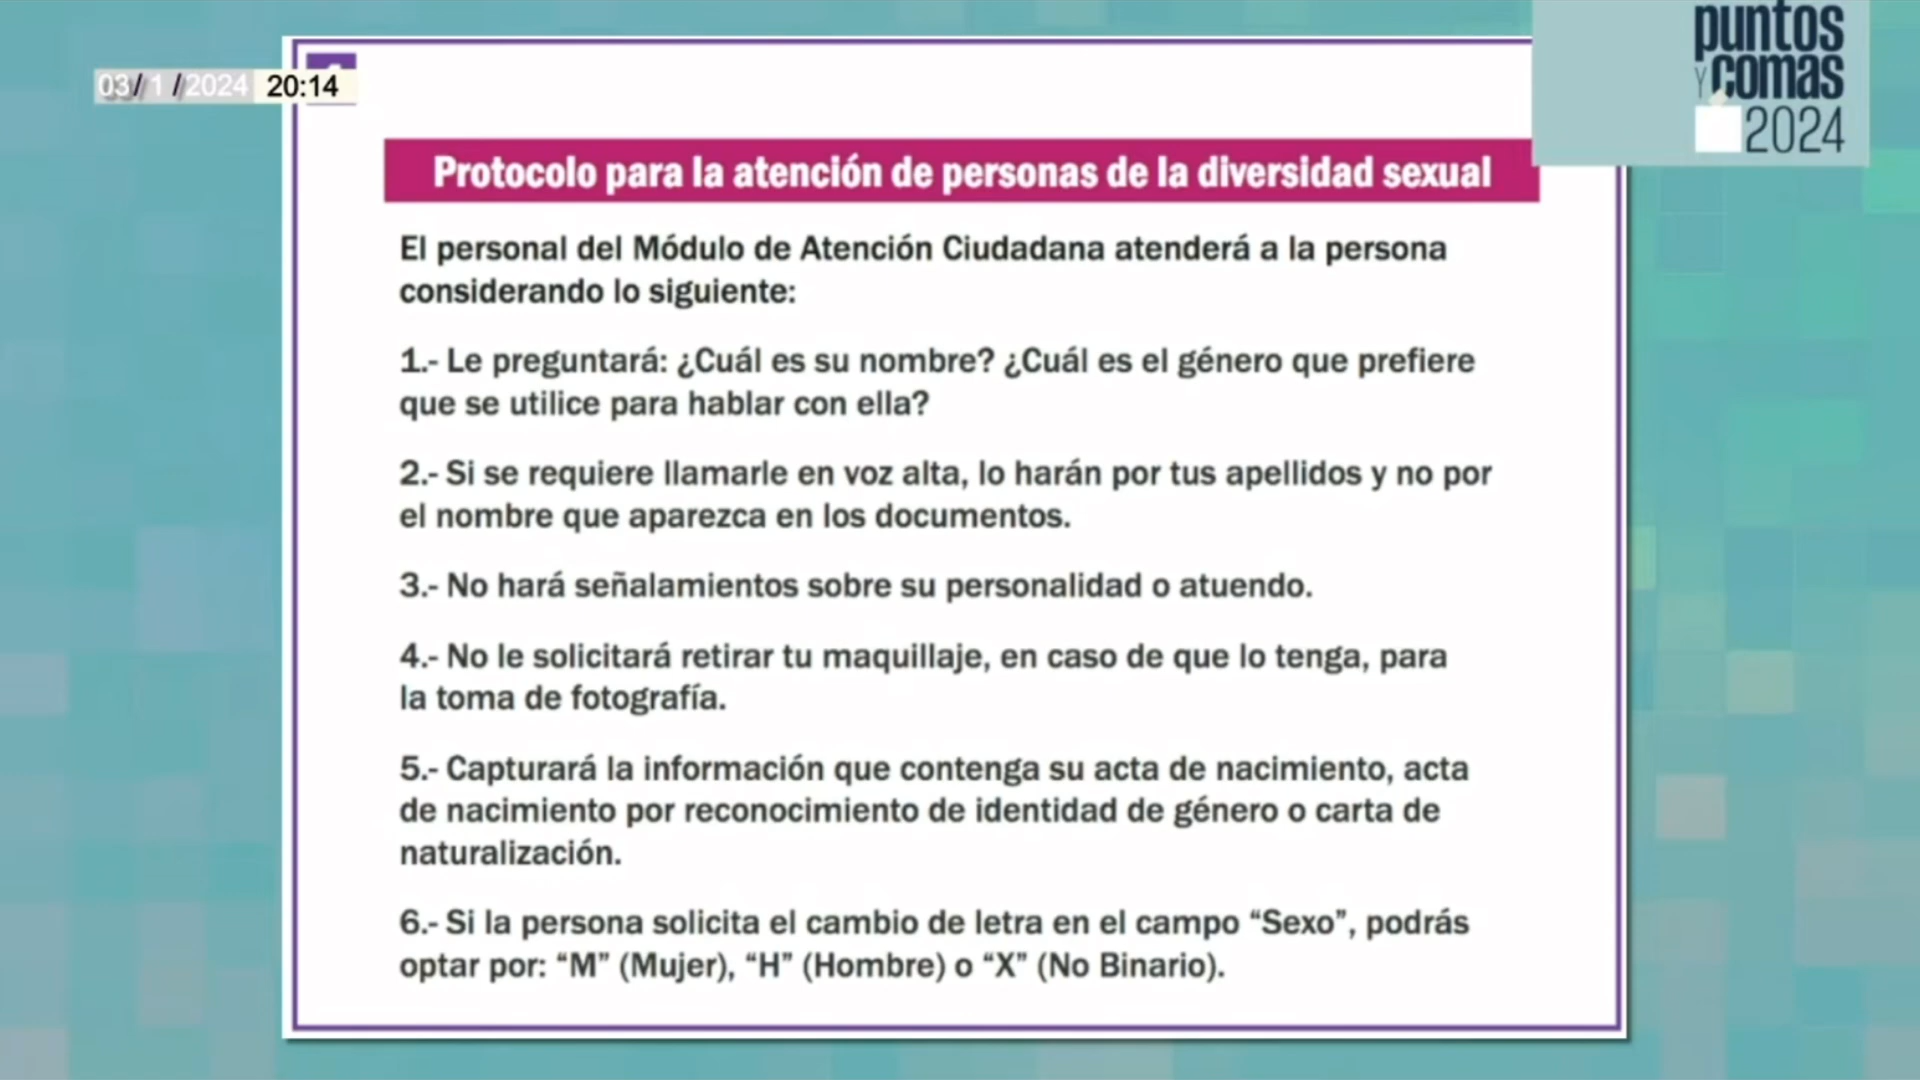 puntos
y comas
2024
03/ 1 /2024 20:14
Protocolo para la atención de personas de la diversidad sexual
El personal del Módulo de Atención Ciudadana atenderá a la persona
considerando lo siguiente:
1.- Le preguntará: ¿Cuál es su nombre? ¿Cuál es el género que prefiere
que se utilice para hablar con ella?
2.- Si se requiere llamarle en voz alta, lo harán por tus apellidos y no por
el nombre que aparezca en los documentos.
3.- No hará señalamientos sobre su personalidad o atuendo.
4.- No le solicitará retirar tu maquillaje, en caso de que lo tenga, para
la toma de fotografía.
5.- Capturará la información que contenga su acta de nacimiento, acta
de nacimiento por reconocimiento de identidad de género o carta de
naturalización.
6.- Si la persona solicita el cambio de letra en el campo “Sexo”, podrás
optar por: “M” (Mujer), “H” (Hombre) o “X” (No Binario).